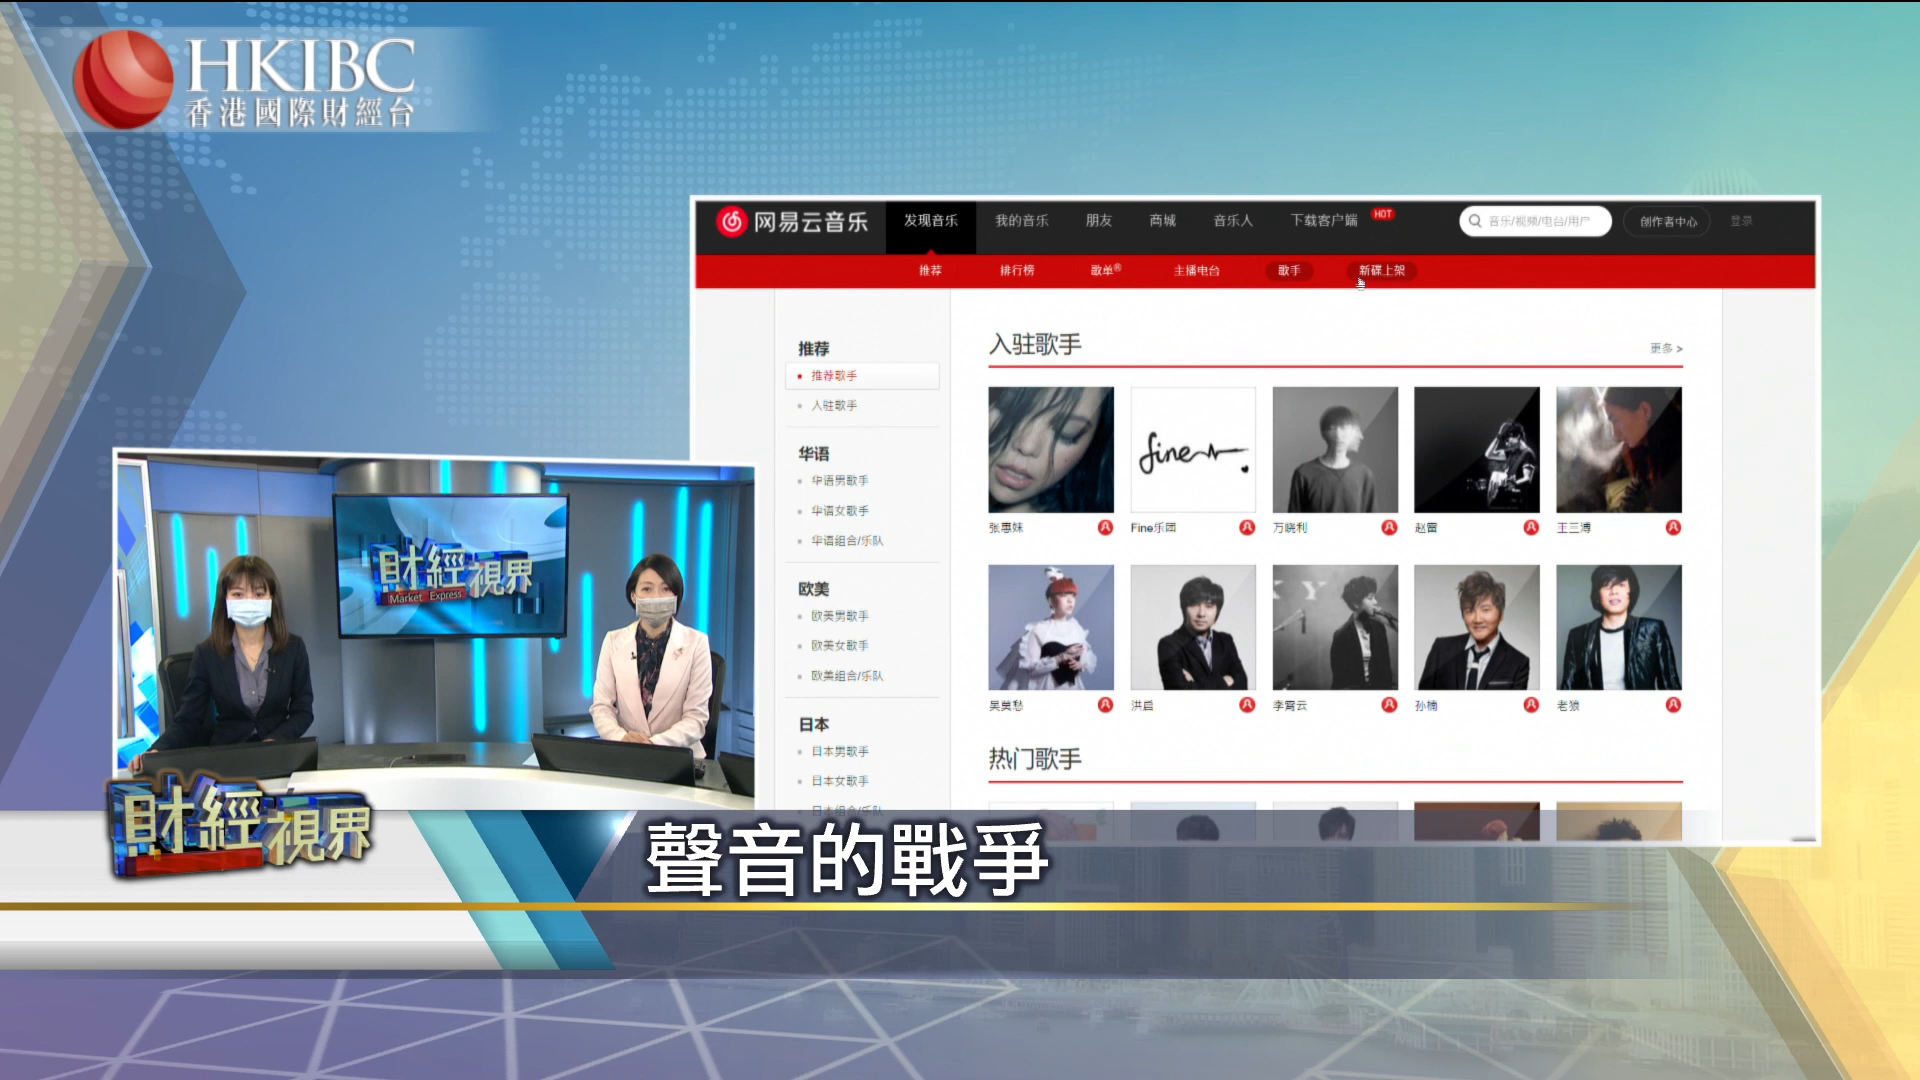 HKIBC
香港國際財經台
网易云音乐
发现音乐
我的音乐
朋友
商城
音乐人
下载客户端
HOT
音乐/视频/电台/用户
创作者中心
登录
推荐
排行榜
歌单®
主播电台
歌手
新碟上架
推荐
推荐歌手
入驻歌手
华语
华语男歌手
华语女歌手
华语组合/乐队
欧美
欧美男歌手
欧美女歌手
欧美组合/乐队
日本
日本男歌手
日本女歌手
日本组合/乐队
入驻歌手
更多 >
fine
张惠妹
Fine乐团
万晓利
赵雷
王三溥
吴莫愁
洪启
李霄云
孙楠
老狼
热门歌手
財經視界
Market Express
財經視界
聲音的戰爭